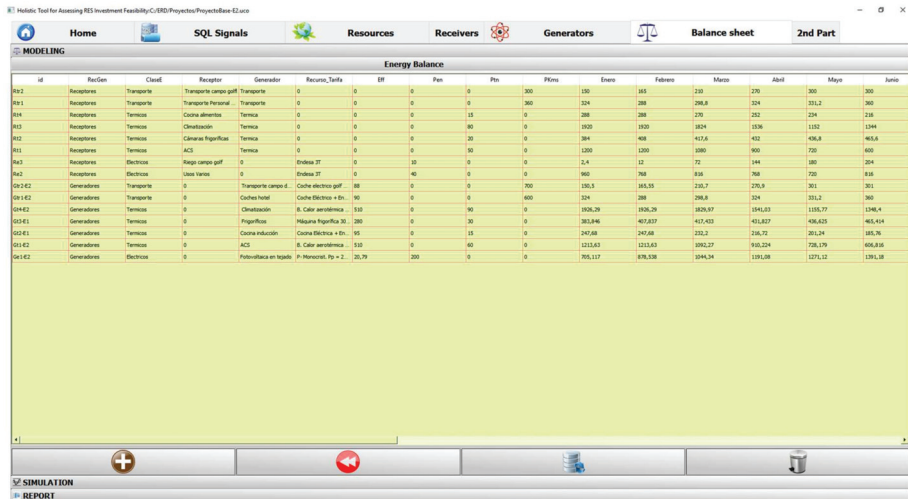 Holistic Tool for Assessing RES Investment Feasibility:C:/ERD/Proyectos/ProyectoBase-E2.uco
Home SQL Signals Resources Receivers Generators Balance sheet 2nd Part
MODELING
Energy Balance
id RecGen ClaseE Receptor Generador Recurso_Tarifa Eff Pen Ptn PKms Enero Febrero Marzo Abril Mayo Junio
Rtr2 Receptores Transporte Transporte campo golf Transporte 0 0 0 0 300 150 165 210 270 300 300
Rtr1 Receptores Transporte Transporte Personal ... Transporte 0 0 0 0 360 324 288 298,8 324 331,2 360
Rt4 Receptores Termicos Cocina alimentos Termica 0 0 0 15 0 288 288 270 252 234 216
Rt3 Receptores Termicos Climatización Termica 0 0 0 80 0 1920 1920 1824 1536 1152 1344
Rt2 Receptores Termicos Cámaras frigoríficas Termica 0 0 0 20 0 384 408 417,6 432 436,8 465,6
Rt1 Receptores Termicos ACS Termica 0 0 0 50 0 1200 1200 1080 900 720 600
Re3 Receptores Electricos Riego campo golf 0 Endesa 3T 0 10 0 0 2,4 12 72 144 180 204
Re2 Receptores Electricos Usos Varios 0 Endesa 3T 0 40 0 0 960 768 816 768 720 816
Gtr2-E2 Generadores Transporte 0 Transporte campo d... Coche electrico golf ... 88 0 0 700 150,5 165,55 210,7 270,9 301 301
Gtr1-E2 Generadores Transporte 0 Coches hotel Coche Eléctrico + En... 90 0 0 600 324 288 298,8 324 331,2 360
Gt4-E2 Generadores Termicos 0 Climatización B. Calor aerotérmica ... 510 0 90 0 1926,29 1926,29 1829,97 1541,03 1155,77 1348,4
Gt3-E1 Generadores Termicos 0 Frigoríficos Máquina frigorífica 30... 280 0 30 0 383,846 407,837 417,433 431,827 436,625 465,414
Gt2-E1 Generadores Termicos 0 Cocina inducción Cocina Eléctrica + En... 95 0 15 0 247,68 247,68 232,2 216,72 201,24 185,76
Gt1-E2 Generadores Termicos 0 ACS B. Calor aerotérmica ... 510 0 60 0 1213,63 1213,63 1092,27 910,224 728,179 606,816
Ge1-E2 Generadores Electricos 0 Fotovoltaica en tejado P- Monocrist. Pp = 2... 20,79 200 0 0 705,117 878,538 1044,34 1191,08 1271,12 1391,18
SIMULATION
REPORT